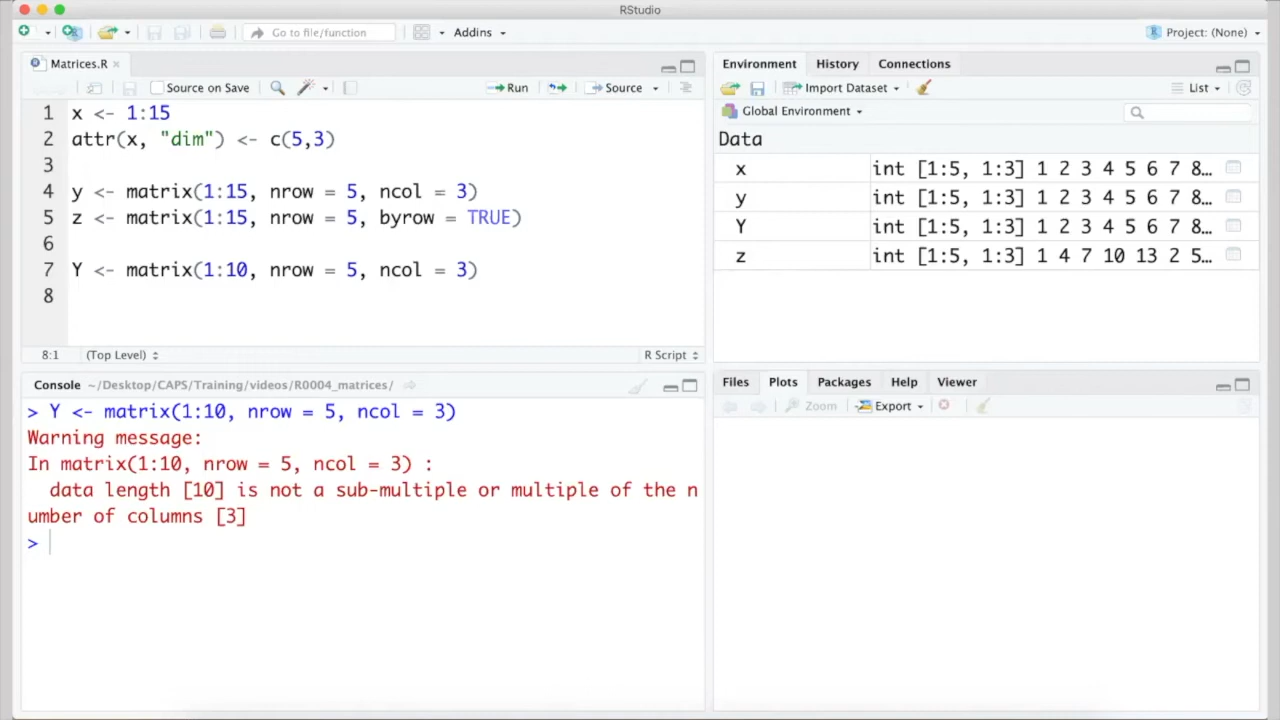 RStudio
Go to file/function
Addins
Project: (None)
Matrices.R
Source on Save
Run
Source
1 x <- 1:15
2 attr(x, "dim") <- c(5,3)
3
4 y <- matrix(1:15, nrow = 5, ncol = 3)
5 z <- matrix(1:15, nrow = 5, byrow = TRUE)
6
7 Y <- matrix(1:10, nrow = 5, ncol = 3)
8
8:1 (Top Level) R Script
Console ~/Desktop/CAPS/Training/videos/R0004_matrices/
> Y <- matrix(1:10, nrow = 5, ncol = 3)
Warning message:
In matrix(1:10, nrow = 5, ncol = 3) :
data length [10] is not a sub-multiple or multiple of the n
umber of columns [3]
>
Environment History Connections
Import Dataset List
Global Environment
Data
x int [1:5, 1:3] 1 2 3 4 5 6 7 8…
y int [1:5, 1:3] 1 2 3 4 5 6 7 8…
Y int [1:5, 1:3] 1 2 3 4 5 6 7 8…
z int [1:5, 1:3] 1 4 7 10 13 2 5…
Files Plots Packages Help Viewer
Zoom Export